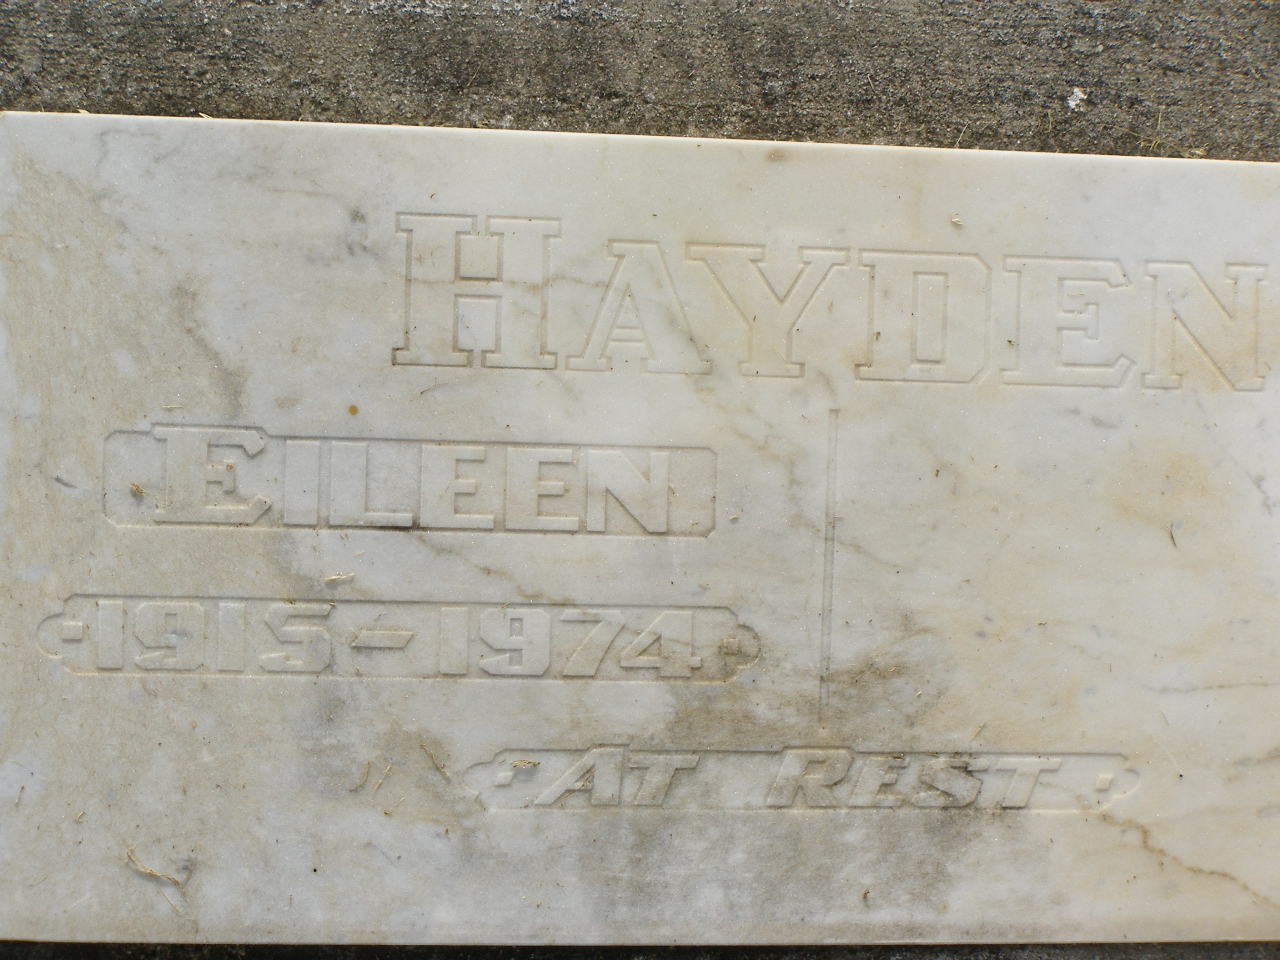 HAYDEN
EILEEN
1915-1974
AT REST